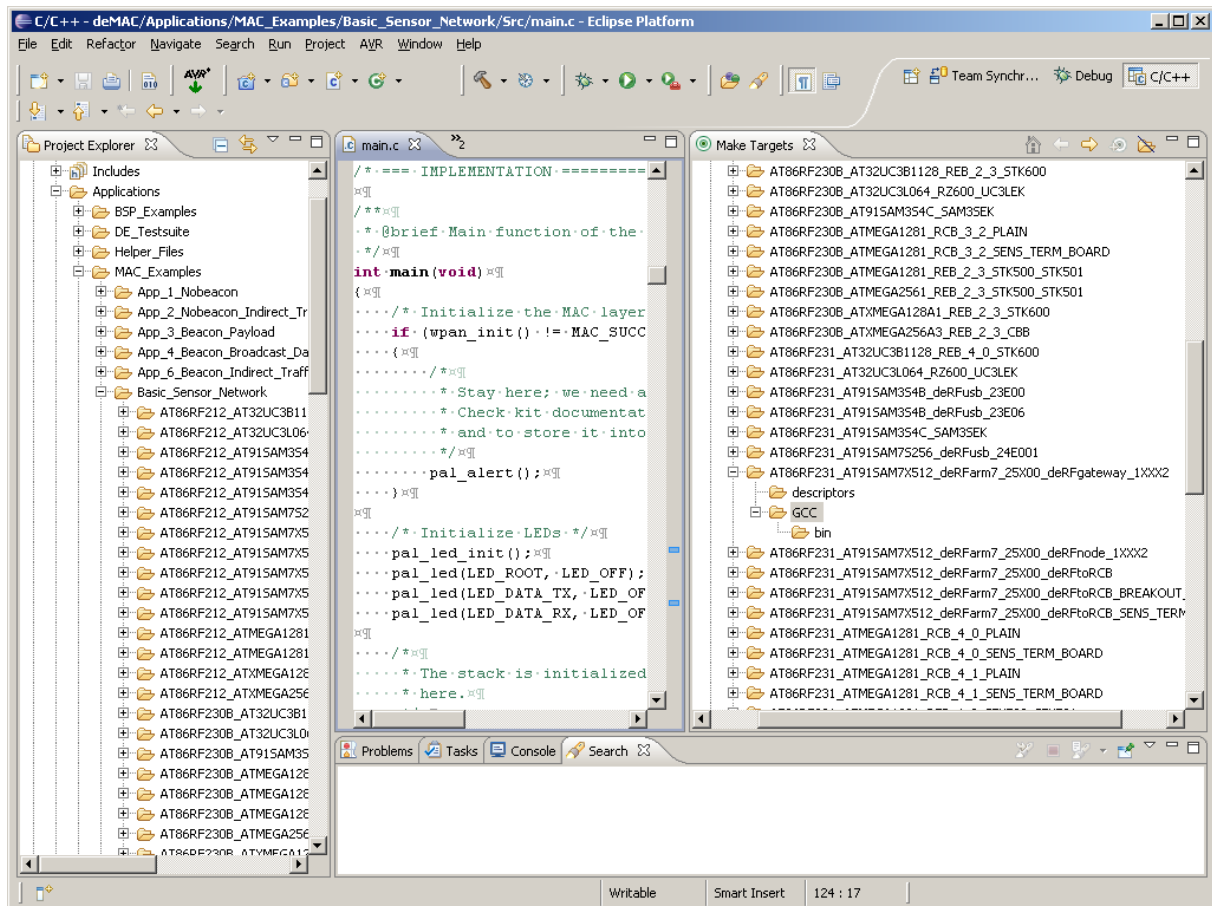 C/C++ - deMAC/Applications/MAC_Examples/Basic_Sensor_Network/Src/main.c - Eclipse Platform
File Edit Refactor Navigate Search Run Project AVR Window Help
AVR
Team Synchr... Debug C/C++
Project Explorer
Includes
Applications
BSP_Examples
DE_Testsuite
Helper_Files
MAC_Examples
App_1_Nobeacon
App_2_Nobeacon_Indirect_Tr
App_3_Beacon_Payload
App_4_Beacon_Broadcast_Da
App_6_Beacon_Indirect_Traff
Basic_Sensor_Network
AT86RF212_AT32UC3B11
AT86RF212_AT32UC3L06
AT86RF212_AT91SAM3S4
AT86RF212_AT91SAM3S4
AT86RF212_AT91SAM3S4
AT86RF212_AT91SAM7S2
AT86RF212_AT91SAM7X5
AT86RF212_AT91SAM7X5
AT86RF212_AT91SAM7X5
AT86RF212_AT91SAM7X5
AT86RF212_AT91SAM7X5
AT86RF212_ATMEGA1281
AT86RF212_ATMEGA1281
AT86RF212_ATXMEGA128
AT86RF212_ATXMEGA256
AT86RF230B_AT32UC3B1
AT86RF230B_AT32UC3L0
AT86RF230B_AT91SAM3S
AT86RF230B_ATMEGA128
AT86RF230B_ATMEGA128
AT86RF230B_ATMEGA128
AT86RF230B_ATMEGA256
main.c »2
/* === IMPLEMENTATION =========
/**
* @brief Main function of the
*/
int main(void)
{
/* Initialize the MAC layer
if (wpan_init() != MAC_SUCC
{
/*
* Stay here; we need a
* Check kit documentat
* and to store it into
*/
pal_alert();
}
/* Initialize LEDs */
pal_led_init();
pal_led(LED_ROOT, LED_OFF);
pal_led(LED_DATA_TX, LED_OF
pal_led(LED_DATA_RX, LED_OF
/*
* The stack is initialized
* here.
Make Targets
AT86RF230B_AT32UC3B1128_REB_2_3_STK600
AT86RF230B_AT32UC3L064_RZ600_UC3LEK
AT86RF230B_AT91SAM3S4C_SAM3SEK
AT86RF230B_ATMEGA1281_RCB_3_2_PLAIN
AT86RF230B_ATMEGA1281_RCB_3_2_SENS_TERM_BOARD
AT86RF230B_ATMEGA1281_REB_2_3_STK500_STK501
AT86RF230B_ATMEGA2561_REB_2_3_STK500_STK501
AT86RF230B_ATXMEGA128A1_REB_2_3_STK600
AT86RF230B_ATXMEGA256A3_REB_2_3_CBB
AT86RF231_AT32UC3B1128_REB_4_0_STK600
AT86RF231_AT32UC3L064_RZ600_UC3LEK
AT86RF231_AT91SAM3S4B_deRFusb_23E00
AT86RF231_AT91SAM3S4B_deRFusb_23E06
AT86RF231_AT91SAM3S4C_SAM3SEK
AT86RF231_AT91SAM7S256_deRFusb_24E001
AT86RF231_AT91SAM7X512_deRFarm7_25X00_deRFgateway_1XXX2
descriptors
GCC
bin
AT86RF231_AT91SAM7X512_deRFarm7_25X00_deRFnode_1XXX2
AT86RF231_AT91SAM7X512_deRFarm7_25X00_deRFtoRCB
AT86RF231_AT91SAM7X512_deRFarm7_25X00_deRFtoRCB_BREAKOUT_
AT86RF231_AT91SAM7X512_deRFarm7_25X00_deRFtoRCB_SENS_TERM
AT86RF231_ATMEGA1281_RCB_4_0_PLAIN
AT86RF231_ATMEGA1281_RCB_4_0_SENS_TERM_BOARD
AT86RF231_ATMEGA1281_RCB_4_1_PLAIN
AT86RF231_ATMEGA1281_RCB_4_1_SENS_TERM_BOARD
Problems Tasks Console Search
Writable Smart Insert 124 : 17